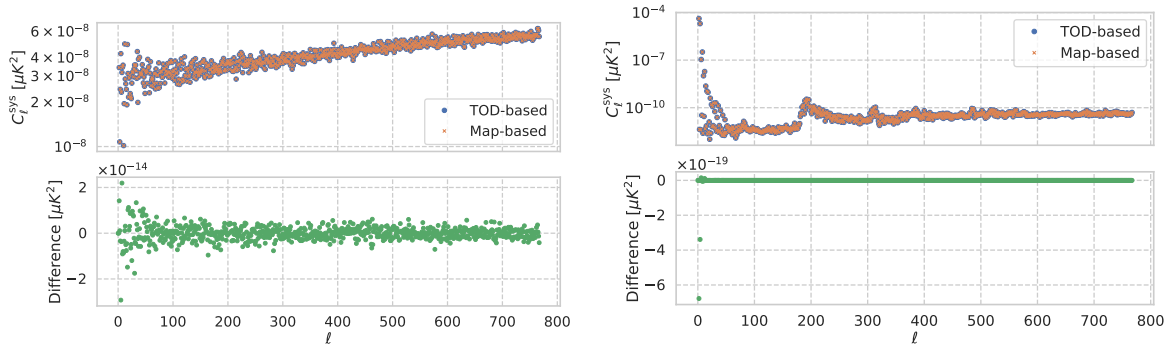 6 × 10⁻⁸
4 × 10⁻⁸
3 × 10⁻⁸
2 × 10⁻⁸
10⁻⁸
C_ℓ^sys [μK²]
TOD-based
Map-based
×10⁻¹⁴
2
0
−2
Difference [μK²]
0 100 200 300 400 500 600 700 800
ℓ
10⁻⁴
10⁻¹⁰
C_ℓ^sys [μK²]
TOD-based
Map-based
×10⁻¹⁹
0
−2
−4
−6
Difference [μK²]
0 100 200 300 400 500 600 700 800
ℓ